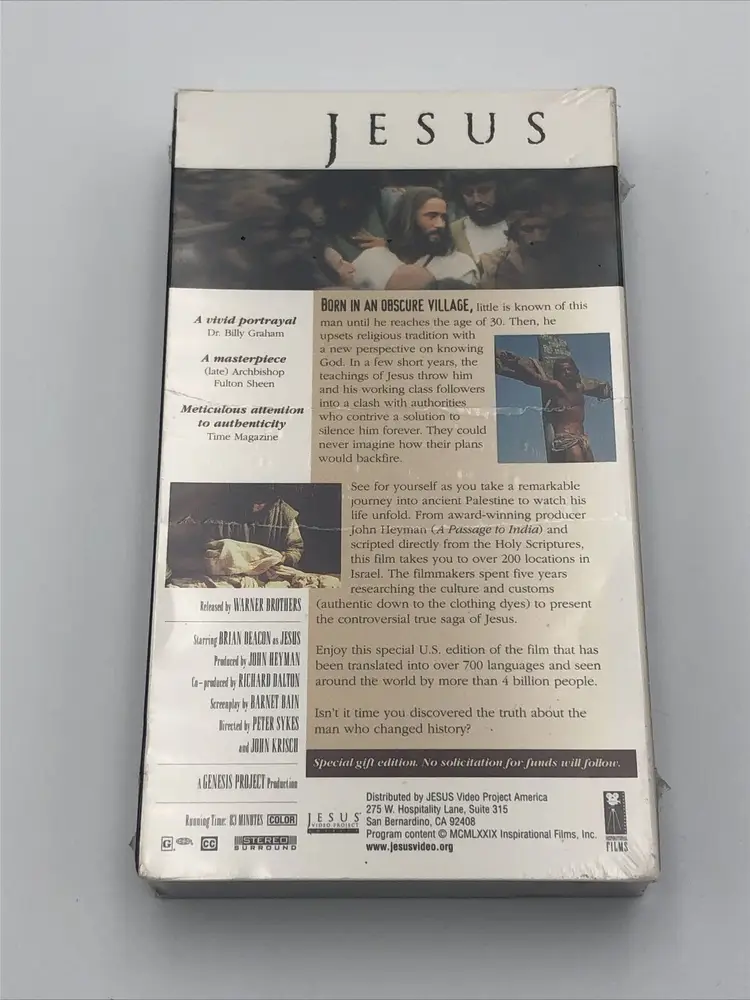 JESUS
A vivid portrayal
Dr. Billy Graham
A masterpiece
(late) Archbishop
Fulton Sheen
Meticulous attention
to authenticity
Time Magazine
BORN IN AN OBSCURE VILLAGE, little is known of this
man until he reaches the age of 30. Then, he
upsets religious tradition with
a new perspective on knowing
God. In a few short years, the
teachings of Jesus throw him
and his working class followers
into a clash with authorities
who contrive a solution to
silence him forever. They could
never imagine how their plans
would backfire.
See for yourself as you take a remarkable
journey into ancient Palestine to watch his
life unfold. From award-winning producer
John Heyman (A Passage to India) and
scripted directly from the Holy Scriptures,
this film takes you to over 200 locations in
Israel. The filmmakers spent five years
researching the culture and customs
(authentic down to the clothing dyes) to present
the controversial true saga of Jesus.
Enjoy this special U.S. edition of the film that has
been translated into over 700 languages and seen
around the world by more than 4 billion people.
Isn't it time you discovered the truth about the
man who changed history?
Special gift edition. No solicitation for funds will follow.
Released by WARNER BROTHERS
Starring BRIAN DEACON as JESUS
Produced by JOHN HEYMAN
Co-produced by RICHARD DALTON
Screenplay by BARNET BAIN
Directed by PETER SYKES
and JOHN KRISCH
A GENESIS PROJECT Production
Running Time: 83 MINUTES COLOR
G CC STEREO
SURROUND
JESUS
VIDEO PROJECT
Distributed by JESUS Video Project America
275 W. Hospitality Lane, Suite 315
San Bernardino, CA 92408
Program content © MCMLXXIX Inspirational Films, Inc.
www.jesusvideo.org
INSPIRATIONAL
FILMS